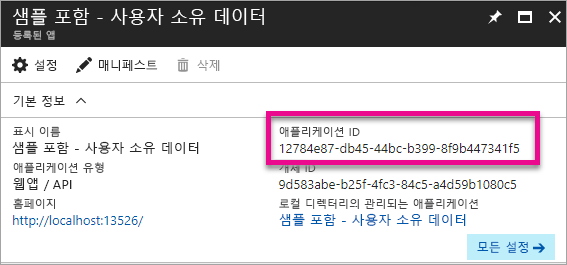 샘플 포함 - 사용자 소유 데이터
등록된 앱
설정 매니페스트 삭제
기본 정보
표시 이름
샘플 포함 - 사용자 소유 데이터
애플리케이션 유형
웹앱 / API
홈페이지
http://localhost:13526/
애플리케이션 ID
12784e87-db45-44bc-b399-8f9b447341f5
개체 ID
9d583abe-b25f-4fc3-84c5-a4d59b1080c5
로컬 디렉터리의 관리되는 애플리케이션
샘플 포함 - 사용자 소유 데이터
모든 설정